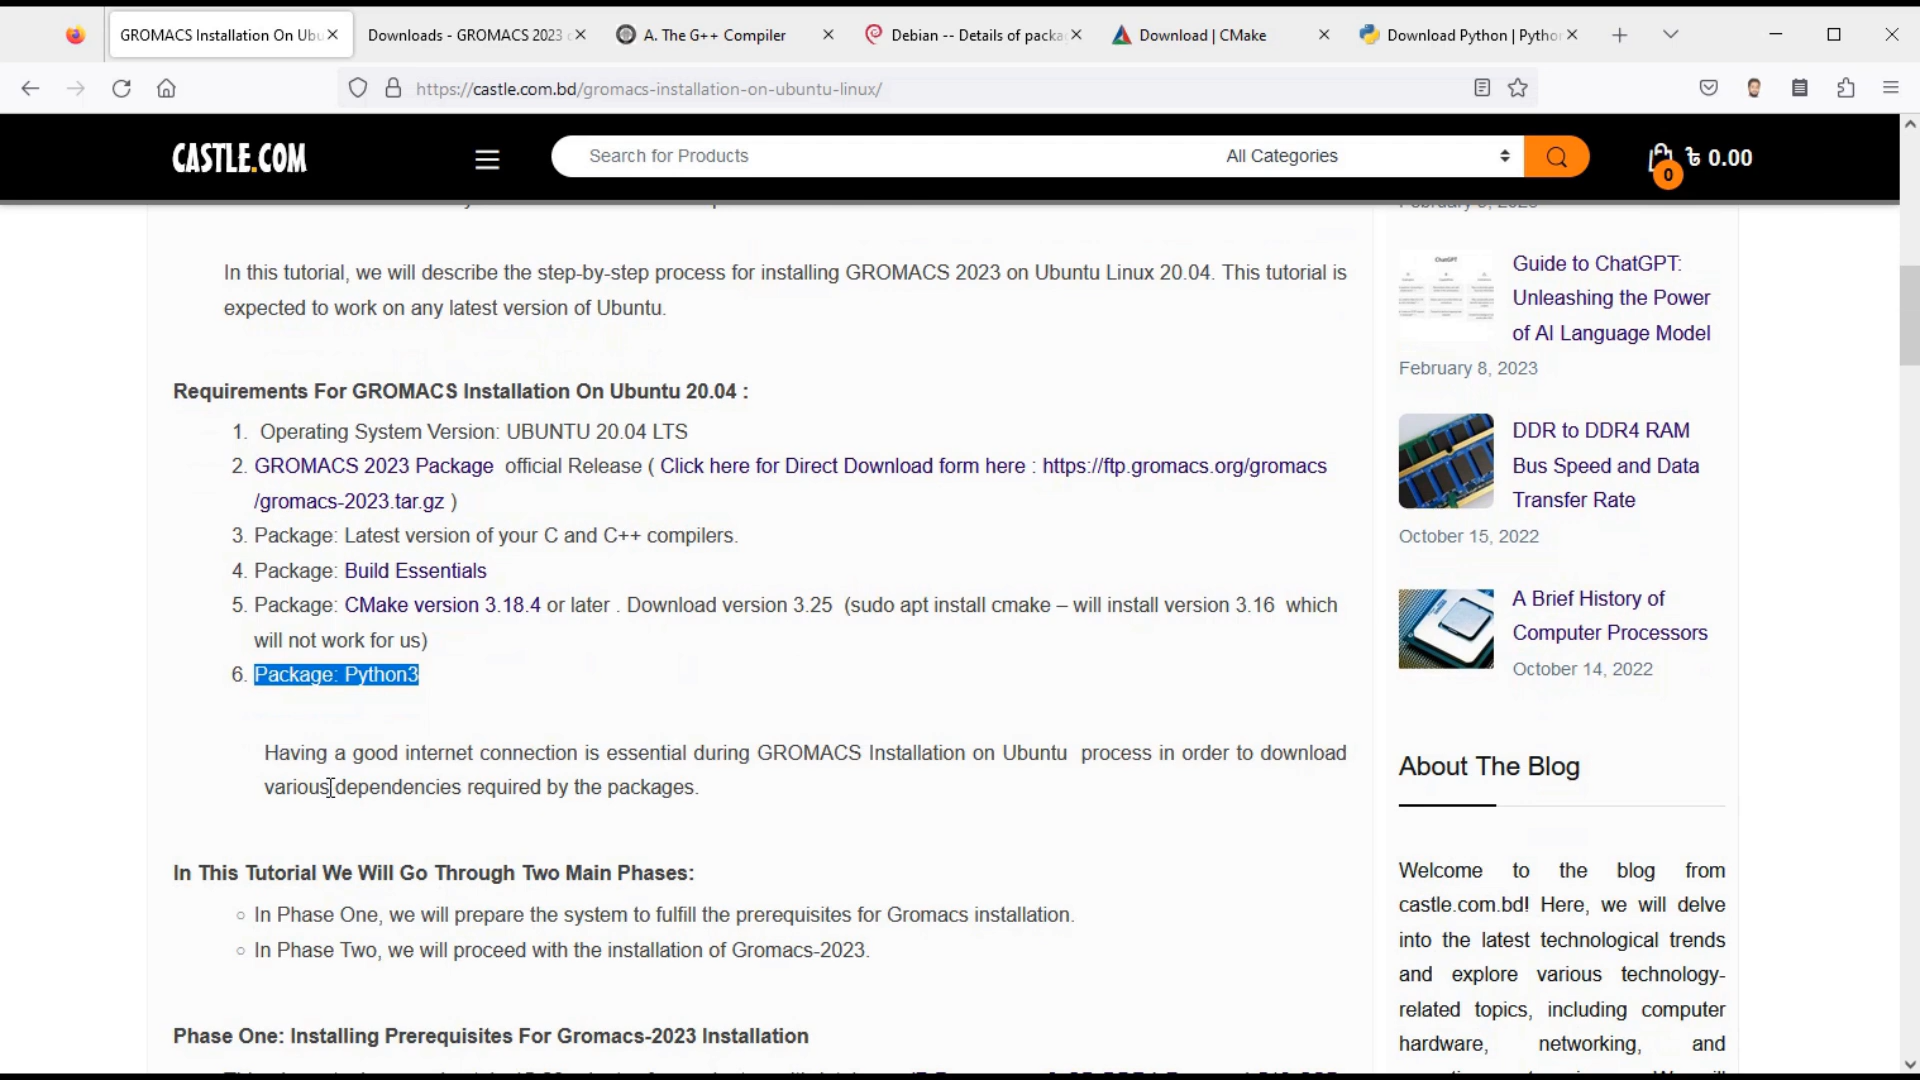 GROMACS Installation On Ubu
Downloads - GROMACS 2023
A. The G++ Compiler
Debian -- Details of packa
Download | CMake
Download Python | Pytho
https://castle.com.bd/gromacs-installation-on-ubuntu-linux/
CASTLE.COM
Search for Products
All Categories
0
৳ 0.00
In this tutorial, we will describe the step-by-step process for installing GROMACS 2023 on Ubuntu Linux 20.04. This tutorial is
expected to work on any latest version of Ubuntu.
Requirements For GROMACS Installation On Ubuntu 20.04 :
1. Operating System Version: UBUNTU 20.04 LTS
2. GROMACS 2023 Package official Release ( Click here for Direct Download form here : https://ftp.gromacs.org/gromacs
/gromacs-2023.tar.gz )
3. Package: Latest version of your C and C++ compilers.
4. Package: Build Essentials
5. Package: CMake version 3.18.4 or later . Download version 3.25 (sudo apt install cmake – will install version 3.16 which
will not work for us)
6. Package: Python3
Having a good internet connection is essential during GROMACS Installation on Ubuntu process in order to download
various dependencies required by the packages.
In This Tutorial We Will Go Through Two Main Phases:
In Phase One, we will prepare the system to fulfill the prerequisites for Gromacs installation.
In Phase Two, we will proceed with the installation of Gromacs-2023.
Phase One: Installing Prerequisites For Gromacs-2023 Installation
ChatGPT
Guide to ChatGPT:
Unleashing the Power
of AI Language Model
February 8, 2023
DDR to DDR4 RAM
Bus Speed and Data
Transfer Rate
October 15, 2022
A Brief History of
Computer Processors
October 14, 2022
About The Blog
Welcome to the blog from
castle.com.bd! Here, we will delve
into the latest technological trends
and explore various technology-
related topics, including computer
hardware, networking, and